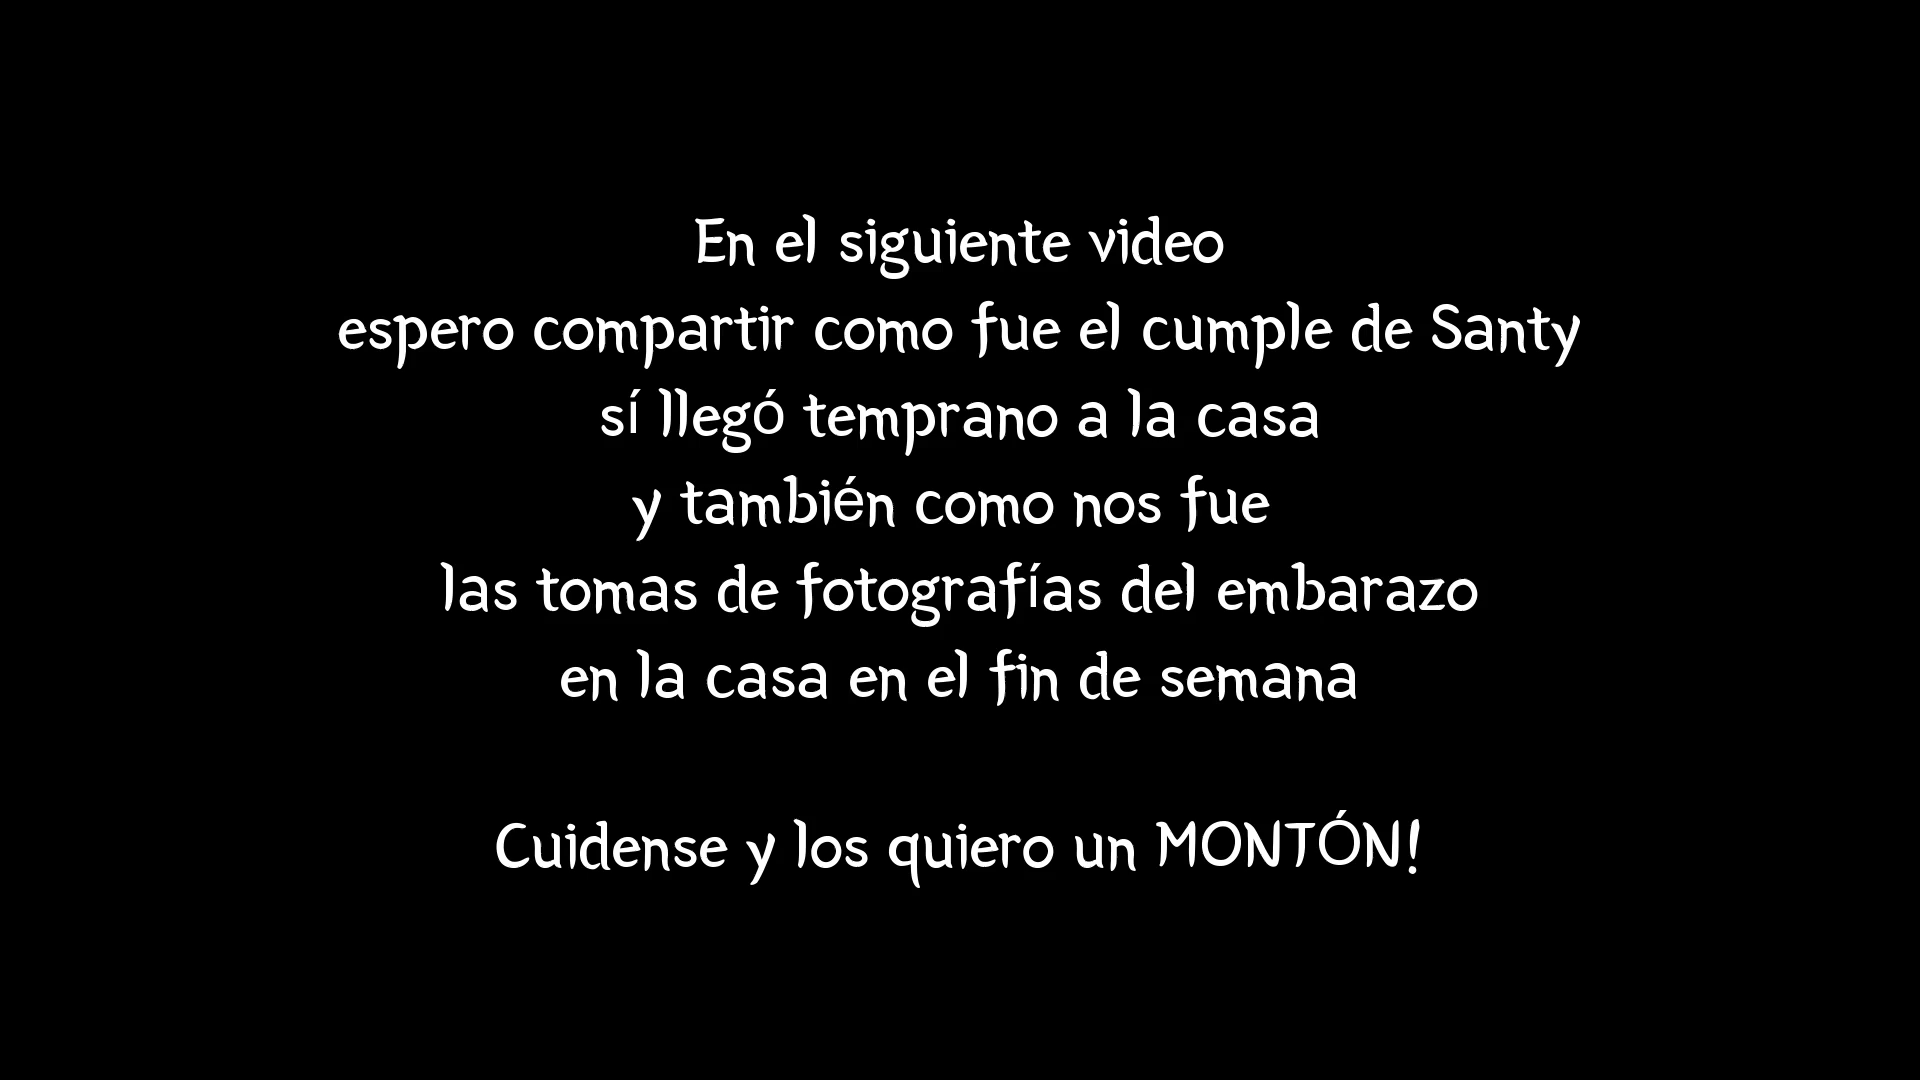 En el siguiente video
espero compartir como fue el cumple de Santy
sí llegó temprano a la casa
y también como nos fue
las tomas de fotografías del embarazo
en la casa en el fin de semana
Cuidense y los quiero un MONTÓN!